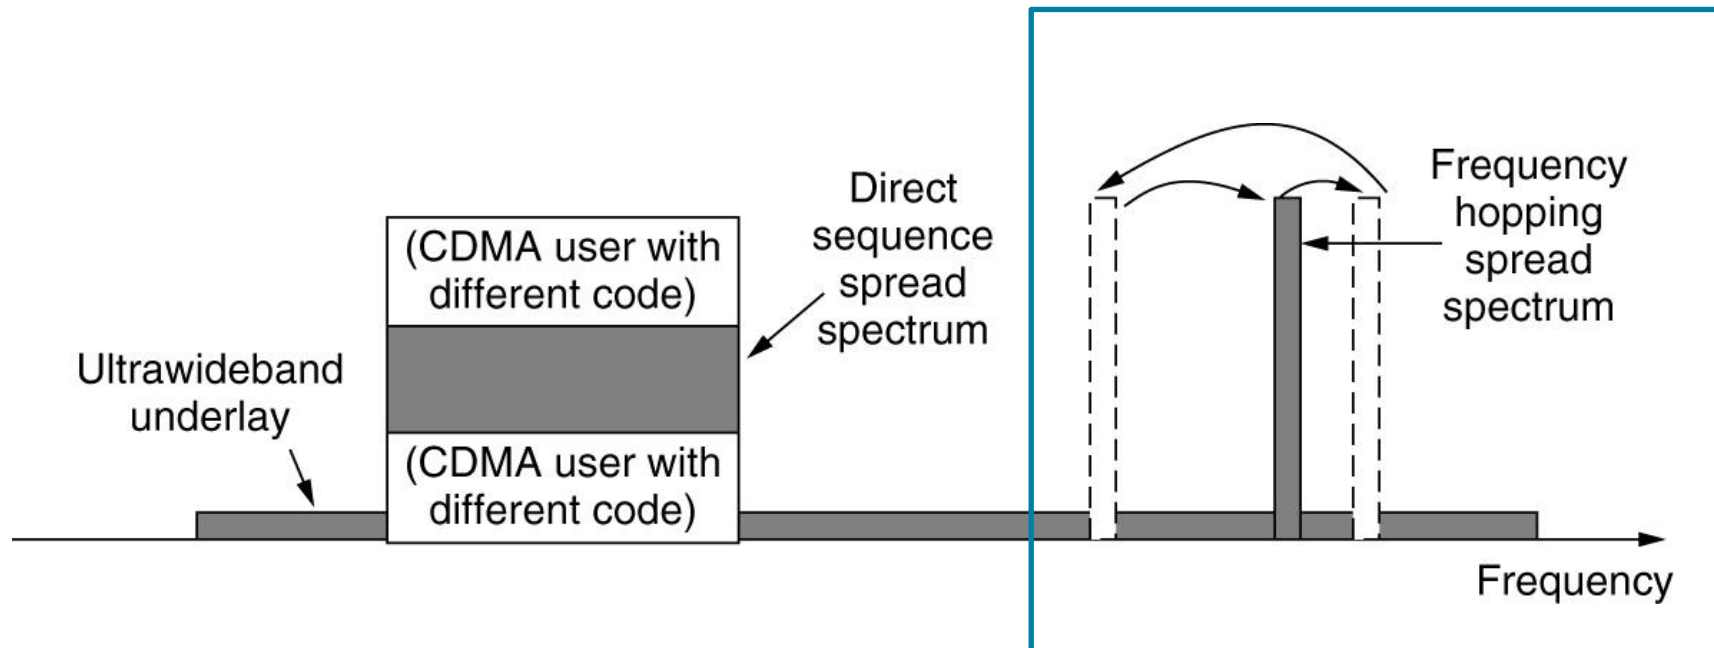 Ultrawideband
underlay
(CDMA user with
different code)
(CDMA user with
different code)
Direct
sequence
spread
spectrum
Frequency
hopping
spread
spectrum
Frequency